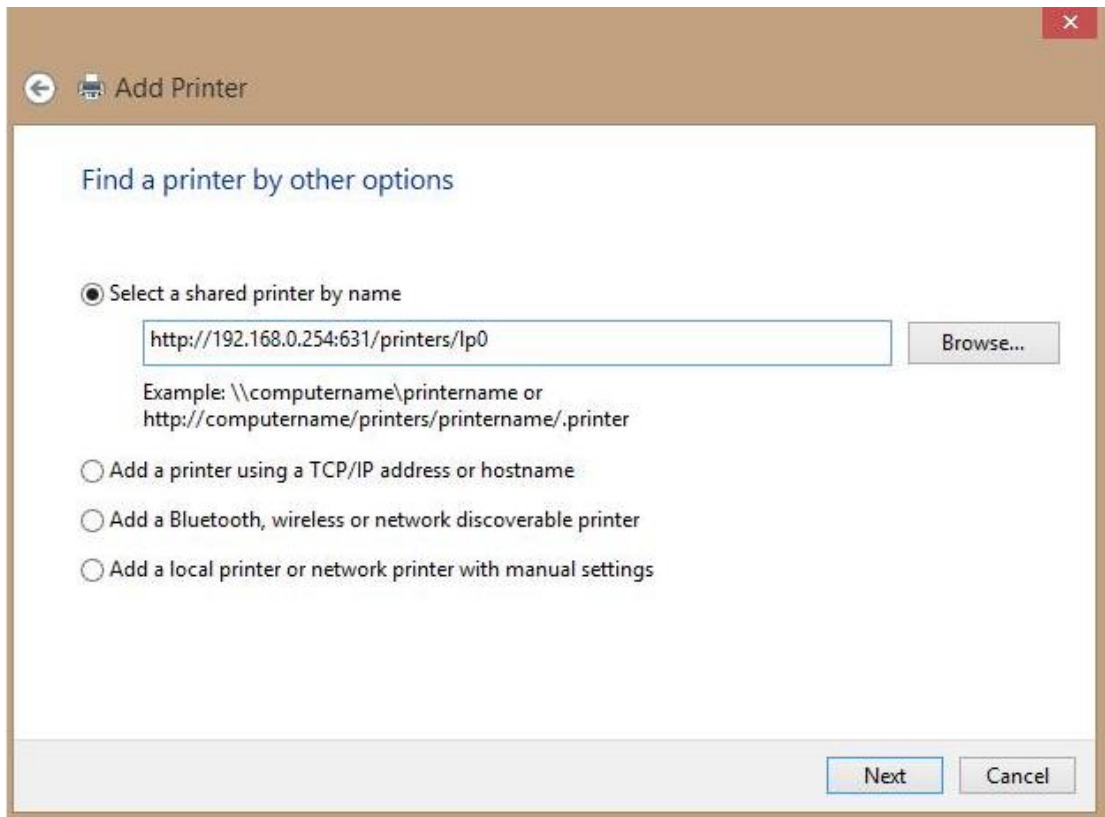 Add Printer
Find a printer by other options
Select a shared printer by name
http://192.168.0.254:631/printers/lp0
Browse...
Example: \\computername\printername or
http://computername/printers/printername/.printer
Add a printer using a TCP/IP address or hostname
Add a Bluetooth, wireless or network discoverable printer
Add a local printer or network printer with manual settings
Next
Cancel